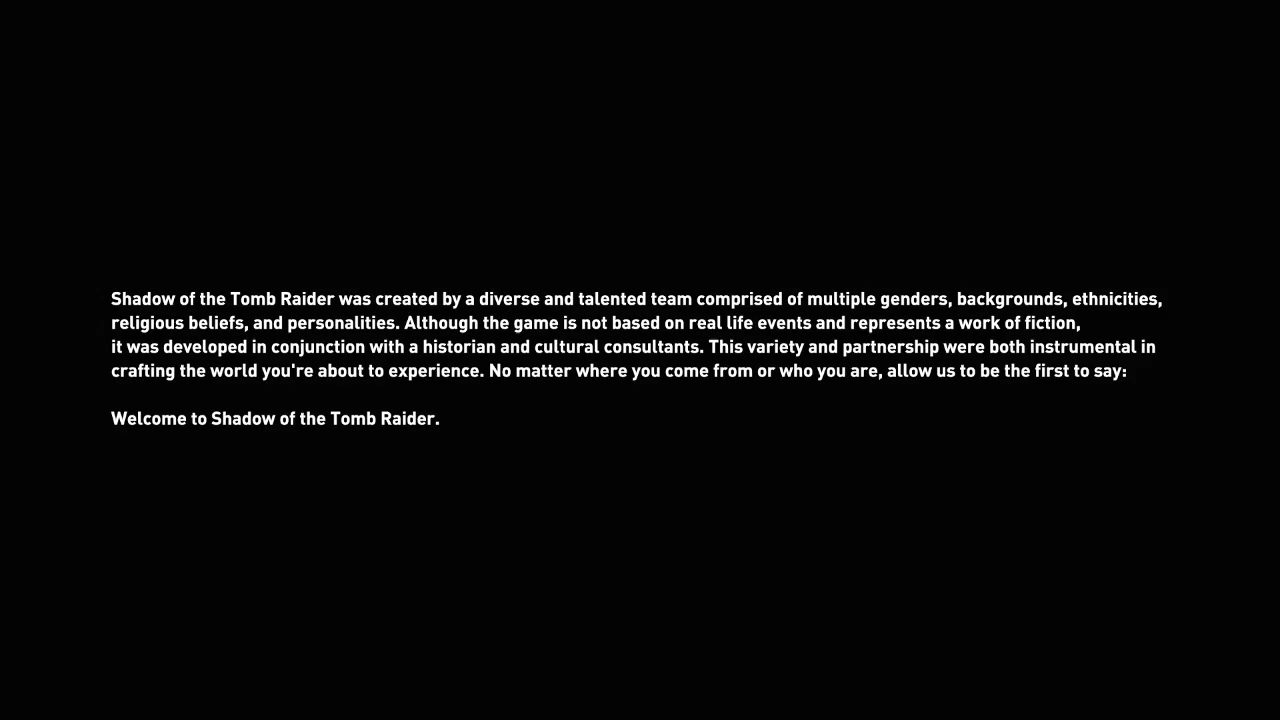 Shadow of the Tomb Raider was created by a diverse and talented team comprised of multiple genders, backgrounds, ethnicities,
religious beliefs, and personalities. Although the game is not based on real life events and represents a work of fiction,
it was developed in conjunction with a historian and cultural consultants. This variety and partnership were both instrumental in
crafting the world you're about to experience. No matter where you come from or who you are, allow us to be the first to say:
Welcome to Shadow of the Tomb Raider.